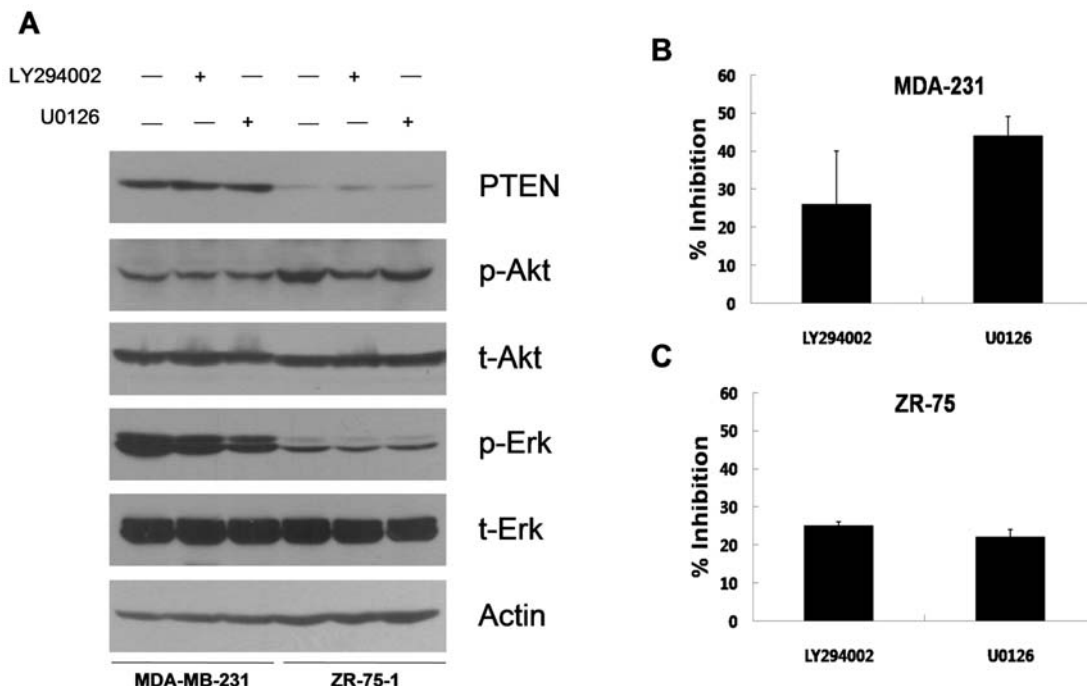 A
LY294002 — + — — + —
U0126 — — + — — +
PTEN
p-Akt
t-Akt
p-Erk
t-Erk
Actin
MDA-MB-231 ZR-75-1
B
MDA-231
% Inhibition
60
50
40
30
20
10
0
LY294002 U0126
C
ZR-75
% Inhibition
60
50
40
30
20
10
0
LY294002 U0126